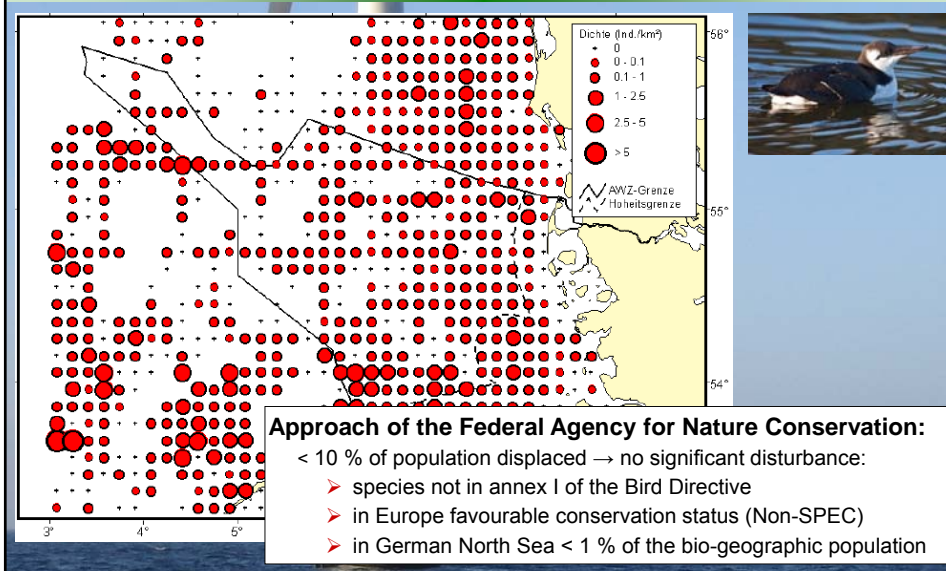 Dichte (Ind./km²)
0
0 - 0.1
0.1 - 1
1 - 2.5
2.5 - 5
>5
AWZ-Grenze
Hoheitsgrenze
56°
55°
54°
3°
4°
5°
Approach of the Federal Agency for Nature Conservation:
< 10 % of population displaced → no significant disturbance:
➢ species not in annex I of the Bird Directive
➢ in Europe favourable conservation status (Non-SPEC)
➢ in German North Sea < 1 % of the bio-geographic population